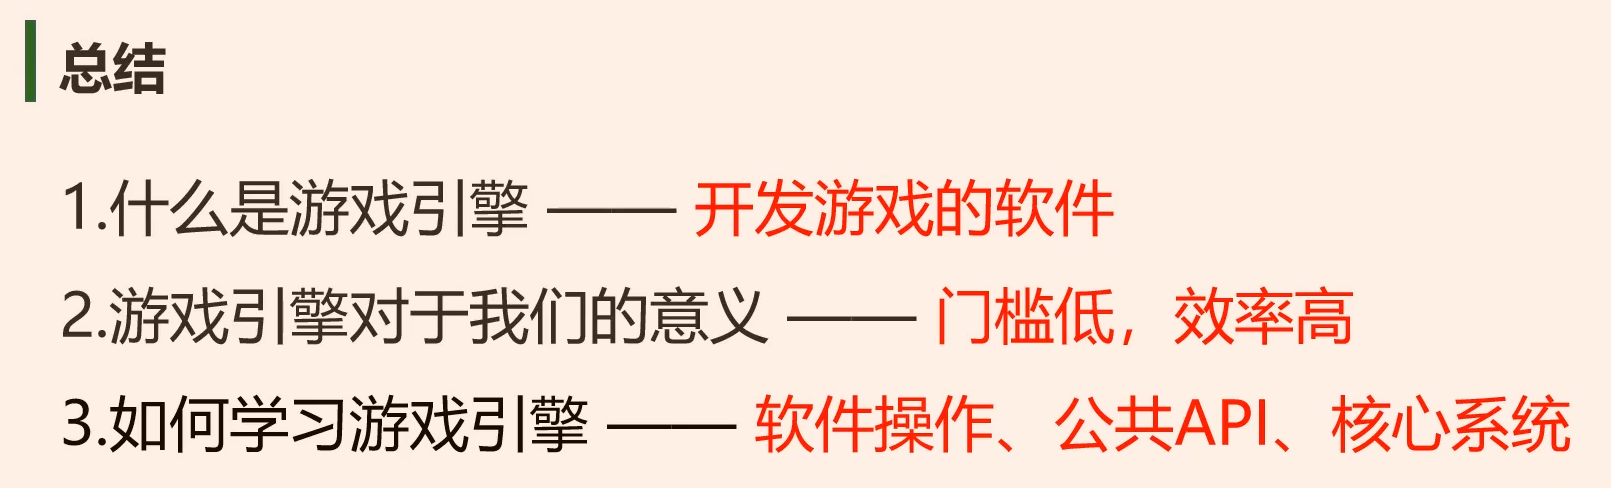 总结
1.什么是游戏引擎 —— 开发游戏的软件
2.游戏引擎对于我们的意义 —— 门槛低，效率高
3.如何学习游戏引擎 —— 软件操作、公共API、核心系统